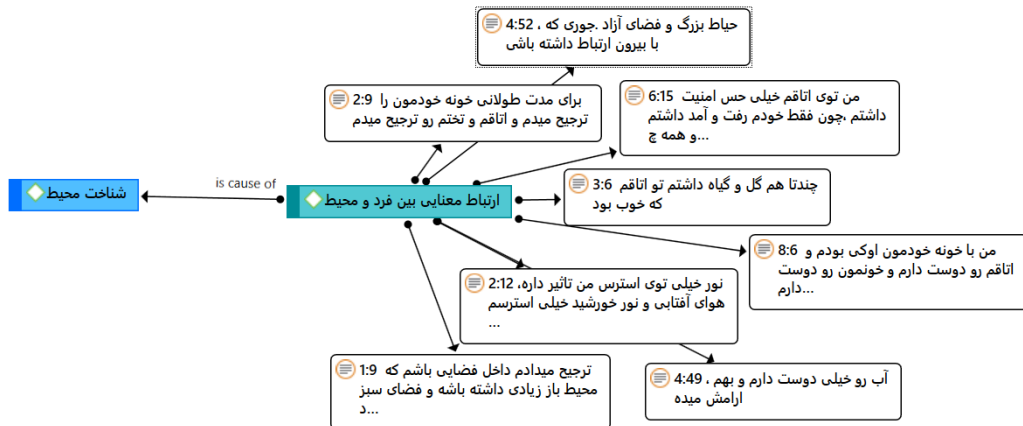 4:52 ، حیاط بزرگ و فضای آزاد .جوری که
با بیرون ارتباط داشته باشی
2:9 برای مدت طولانی خونه خودمون را
ترجیح میدم و اتاقم و تختم رو ترجیح میدم
6:15 من توی اتاقم خیلی حس امنیت
داشتم ،چون فقط خودم رفت و آمد داشتم
و همه چ...
is cause of
شناخت محیط
ارتباط معنایی بین فرد و محیط
3:6 چندتا هم گل و گیاه داشتم تو اتاقم
که خوب بود
8:6 من با خونه خودمون اوکی بودم و
اتاقم رو دوست دارم و خونمون رو دوست
دارم...
2:12 نور خیلی توی استرس من تاثیر داره،
هوای آفتابی و نور خورشید خیلی استرسم
...
1:9 ترجیح میدادم داخل فضایی باشم که
محیط باز زیادی داشته باشه و فضای سبز
د...
4:49 ، آب رو خیلی دوست دارم و بهم
ارامش میده